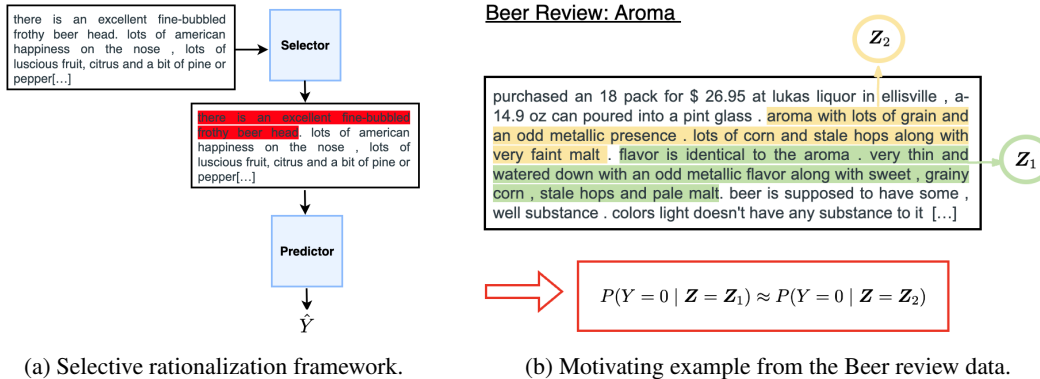 there is an excellent fine-bubbled
frothy beer head. lots of american
happiness on the nose , lots of
luscious fruit, citrus and a bit of pine or
pepper[…]
Selector
there is an excellent fine-bubbled
frothy beer head. lots of american
happiness on the nose , lots of
luscious fruit, citrus and a bit of pine or
pepper[…]
Predictor
Ŷ
(a) Selective rationalization framework.
Beer Review: Aroma
Z₂
purchased an 18 pack for $ 26.95 at lukas liquor in ellisville , a-
14.9 oz can poured into a pint glass . aroma with lots of grain and
an odd metallic presence . lots of corn and stale hops along with
very faint malt . flavor is identical to the aroma . very thin and
watered down with an odd metallic flavor along with sweet , grainy
corn , stale hops and pale malt. beer is supposed to have some ,
well substance . colors light doesn't have any substance to it […]
Z₁
P(Y = 0 | Z = Z₁) ≈ P(Y = 0 | Z = Z₂)
(b) Motivating example from the Beer review data.